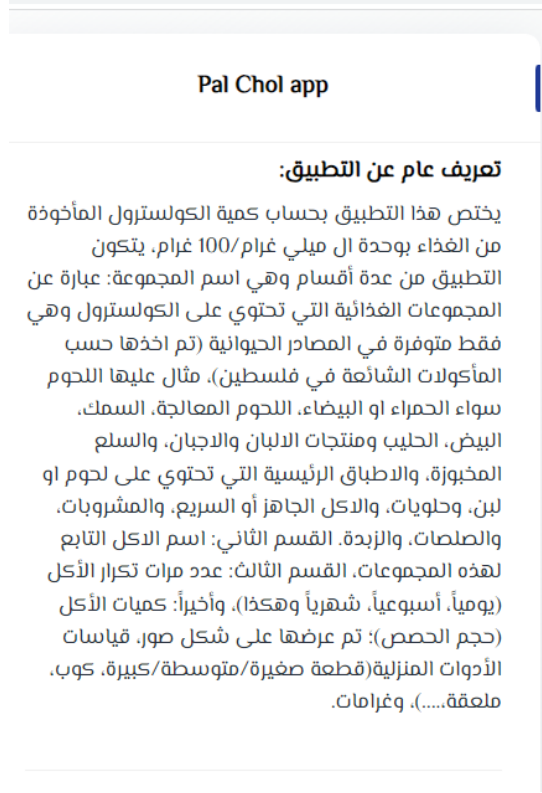 Pal Chol app
تعريف عام عن التطبيق:
يختص هذا التطبيق بحساب كمية الكولسترول المأخوذة
من الغذاء بوحدة ال ميلي غرام/100 غرام، يتكون
التطبيق من عدة أقسام وهي اسم المجموعة: عبارة عن
المجموعات الغذائية التي تحتوي على الكولسترول وهي
فقط متوفرة في المصادر الحيوانية (تم اخذها حسب
المأكولات الشائعة في فلسطين)، مثال عليها اللحوم
سواء الحمراء او البيضاء، اللحوم المعالجة، السمك،
البيض، الحليب ومنتجات الالبان والاجبان، والسلع
المخبوزة، والاطباق الرئيسية التي تحتوي على لحوم او
لبن، وحلويات، والاكل الجاهز أو السريع، والمشروبات،
والصلصات، والزبدة. القسم الثاني: اسم الاكل التابع
لهذه المجموعات، القسم الثالث: عدد مرات تكرار الأكل
(يومياً، أسبوعياً، شهرياً وهكذا)، وأخيراً: كميات الأكل
(حجم الحصص)؛ تم عرضها على شكل صور، قياسات
الأدوات المنزلية(قطعة صغيرة/متوسطة/كبيرة، كوب،
ملعقة،....)، وغرامات.